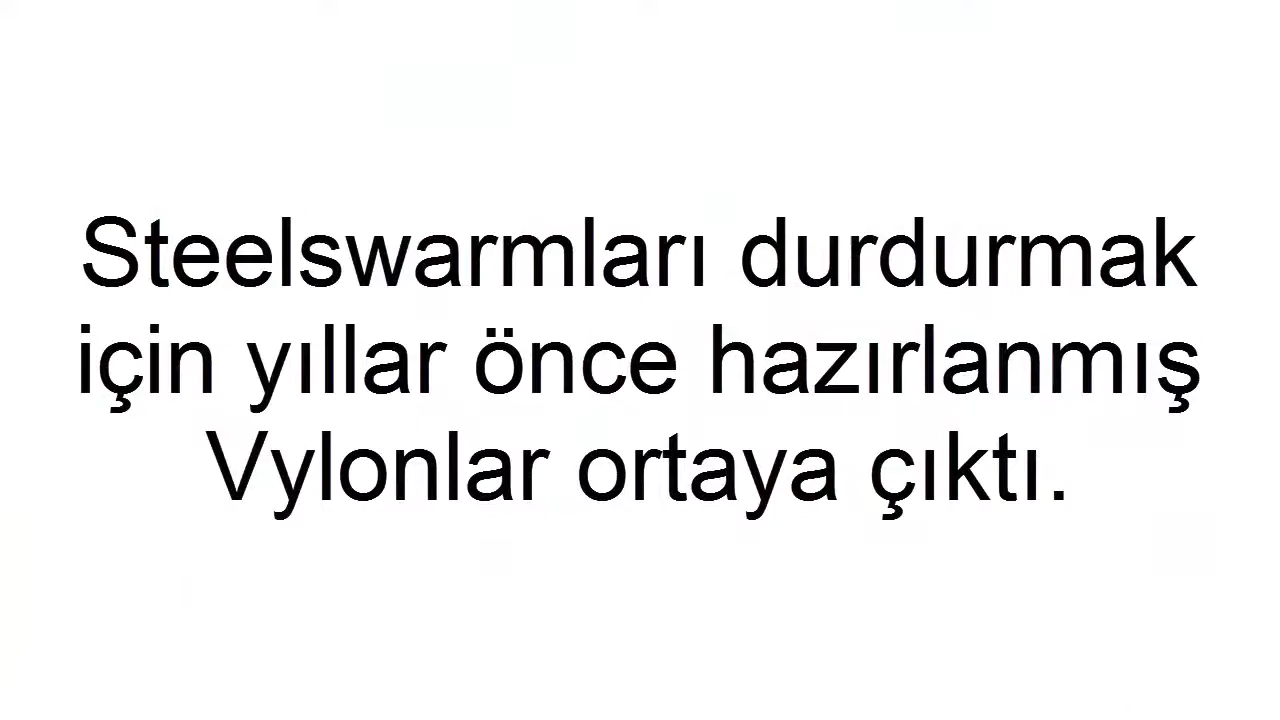 Steelswarmları durdurmak
için yıllar önce hazırlanmış
Vylonlar ortaya çıktı.